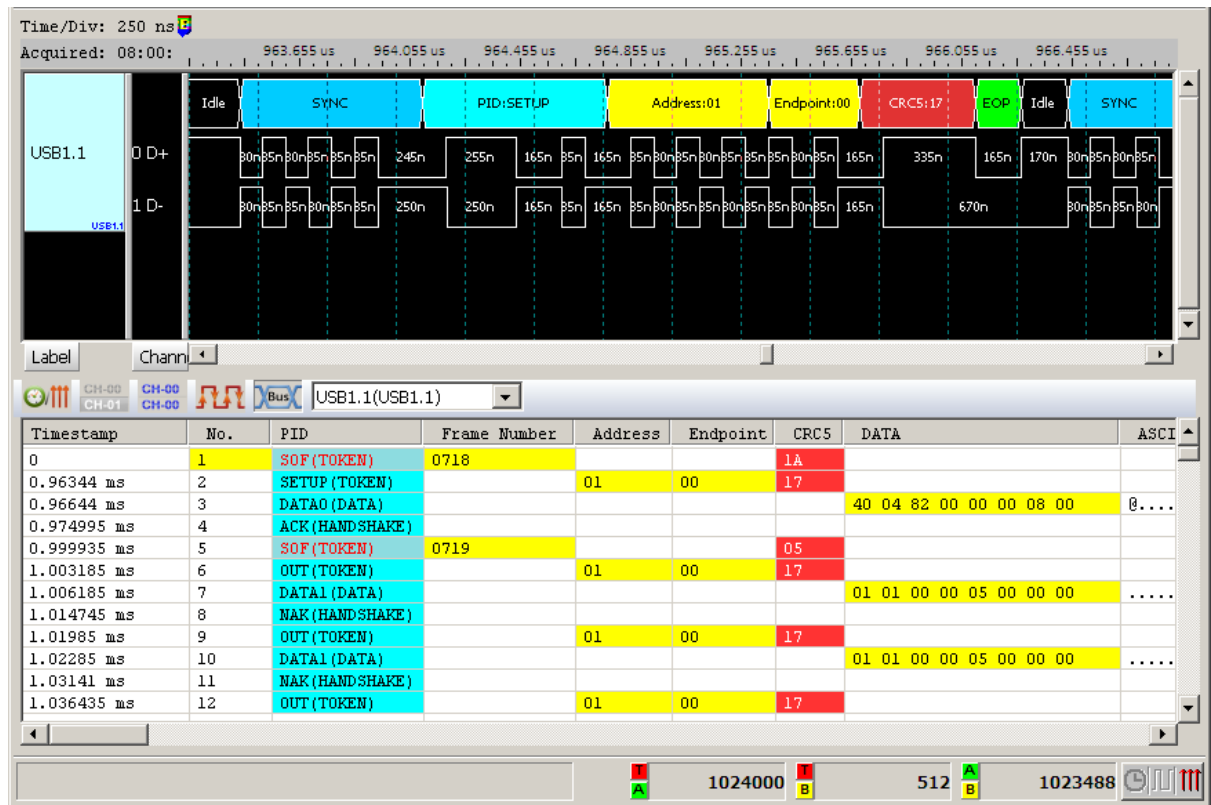 Time/Div: 250 ns
Acquired: 08:00: 963.655 us 964.055 us 964.455 us 964.855 us 965.255 us 965.655 us 966.055 us 966.455 us
Idle SYNC PID:SETUP Address:01 Endpoint:00 CRC5:17 EOP Idle SYNC
USB1.1 0 D+ 80n 85n 80n 85n 85n 85n 245n 255n 165n 85n 165n 85n 80n 85n 80n 85n 85n 85n 80n 85n 165n 335n 165n 170n 80n 85n 80n 85n
1 D- 80n 85n 85n 80n 85n 85n 250n 250n 165n 85n 165n 85n 80n 85n 85n 80n 85n 85n 80n 85n 165n 670n 80n 85n 85n 80n
USB1.1
Label Chann
CH-00 CH-01 CH-00 CH-00 Bus USB1.1(USB1.1)
Timestamp No. PID Frame Number Address Endpoint CRC5 DATA ASCI
0 1 SOF(TOKEN) 0718 1A
0.96344 ms 2 SETUP(TOKEN) 01 00 17
0.96644 ms 3 DATA0(DATA) 40 04 82 00 00 00 08 00 @....
0.974995 ms 4 ACK(HANDSHAKE)
0.999935 ms 5 SOF(TOKEN) 0719 05
1.003185 ms 6 OUT(TOKEN) 01 00 17
1.006185 ms 7 DATA1(DATA) 01 01 00 00 05 00 00 00 .....
1.014745 ms 8 NAK(HANDSHAKE)
1.01985 ms 9 OUT(TOKEN) 01 00 17
1.02285 ms 10 DATA1(DATA) 01 01 00 00 05 00 00 00 .....
1.03141 ms 11 NAK(HANDSHAKE)
1.036435 ms 12 OUT(TOKEN) 01 00 17
T A 1024000 T B 512 A B 1023488